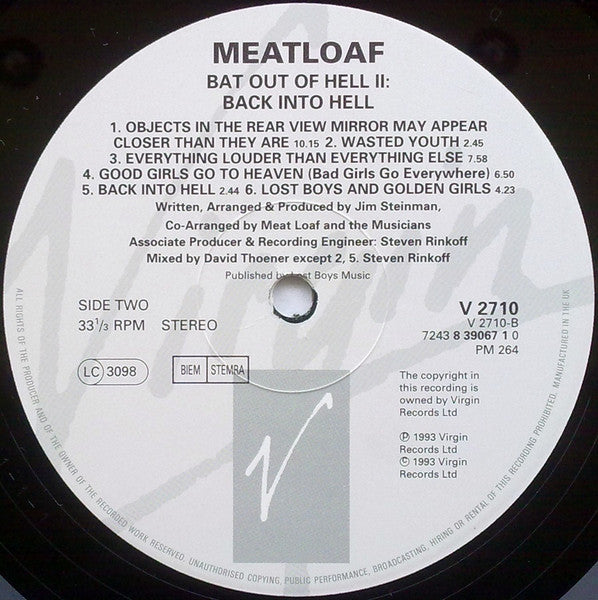 MEATLOAF
BAT OUT OF HELL II:
BACK INTO HELL
1. OBJECTS IN THE REAR VIEW MIRROR MAY APPEAR
CLOSER THAN THEY ARE 10.15 2. WASTED YOUTH 2.45
3. EVERYTHING LOUDER THAN EVERYTHING ELSE 7.58
4. GOOD GIRLS GO TO HEAVEN (Bad Girls Go Everywhere) 6.50
5. BACK INTO HELL 2.44 6. LOST BOYS AND GOLDEN GIRLS 4.23
Written, Arranged & Produced by Jim Steinman,
Co-Arranged by Meat Loaf and the Musicians
Associate Producer & Recording Engineer: Steven Rinkoff
Mixed by David Thoener except 2, 5. Steven Rinkoff
Published by Lost Boys Music
SIDE TWO
33 1/3 RPM STEREO
LC 3098
BIEM STEMRA
V 2710
V 2710-B
7243 8 39067 1 0
PM 264
The copyright in
this recording is
owned by Virgin
Records Ltd
℗ 1993 Virgin
Records Ltd
© 1993 Virgin
Records Ltd
Virgin
V
ALL RIGHTS OF THE PRODUCER AND OF THE OWNER OF THE RECORDED WORK RESERVED. UNAUTHORISED COPYING, PUBLIC PERFORMANCE, BROADCASTING, HIRING OR RENTAL OF THIS RECORDING PROHIBITED. MANUFACTURED IN THE UK